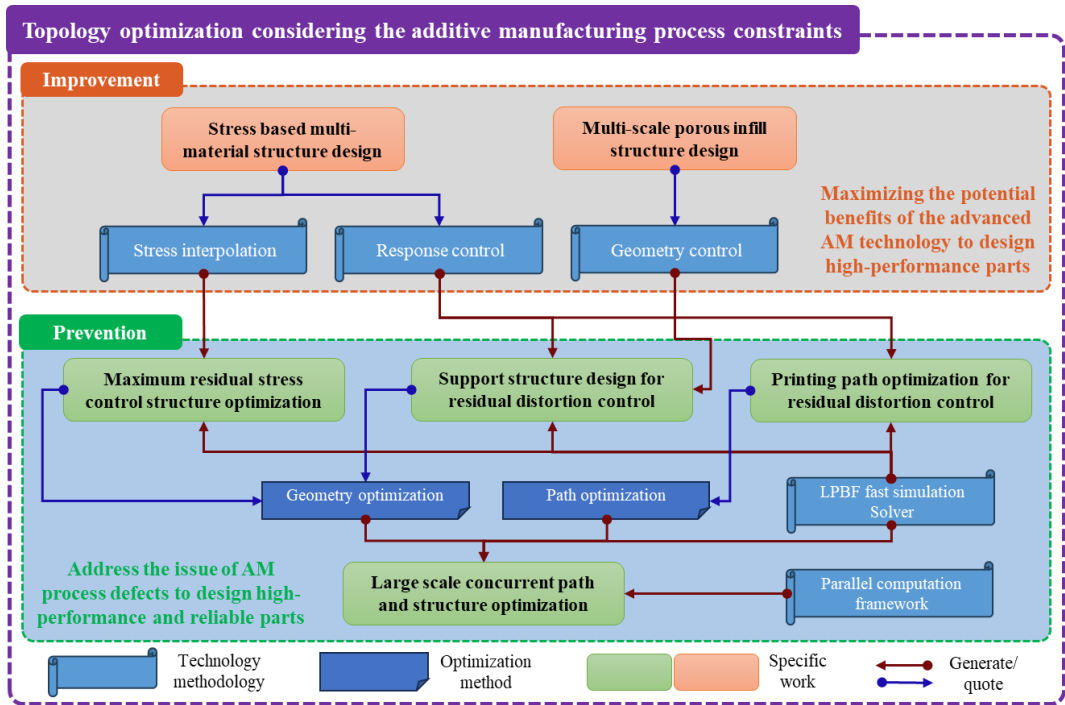 Topology optimization considering the additive manufacturing process constraints
Improvement
Stress based multi-
material structure design
Multi-scale porous infill
structure design
Maximizing the potential
benefits of the advanced
AM technology to design
high-performance parts
Stress interpolation
Response control
Geometry control
Prevention
Maximum residual stress
control structure optimization
Support structure design for
residual distortion control
Printing path optimization for
residual distortion control
Geometry optimization
Path optimization
LPBF fast simulation
Solver
Address the issue of AM
process defects to design high-
performance and reliable parts
Large scale concurrent path
and structure optimization
Parallel computation
framework
Technology
methodology
Optimization
method
Specific
work
Generate/
quote